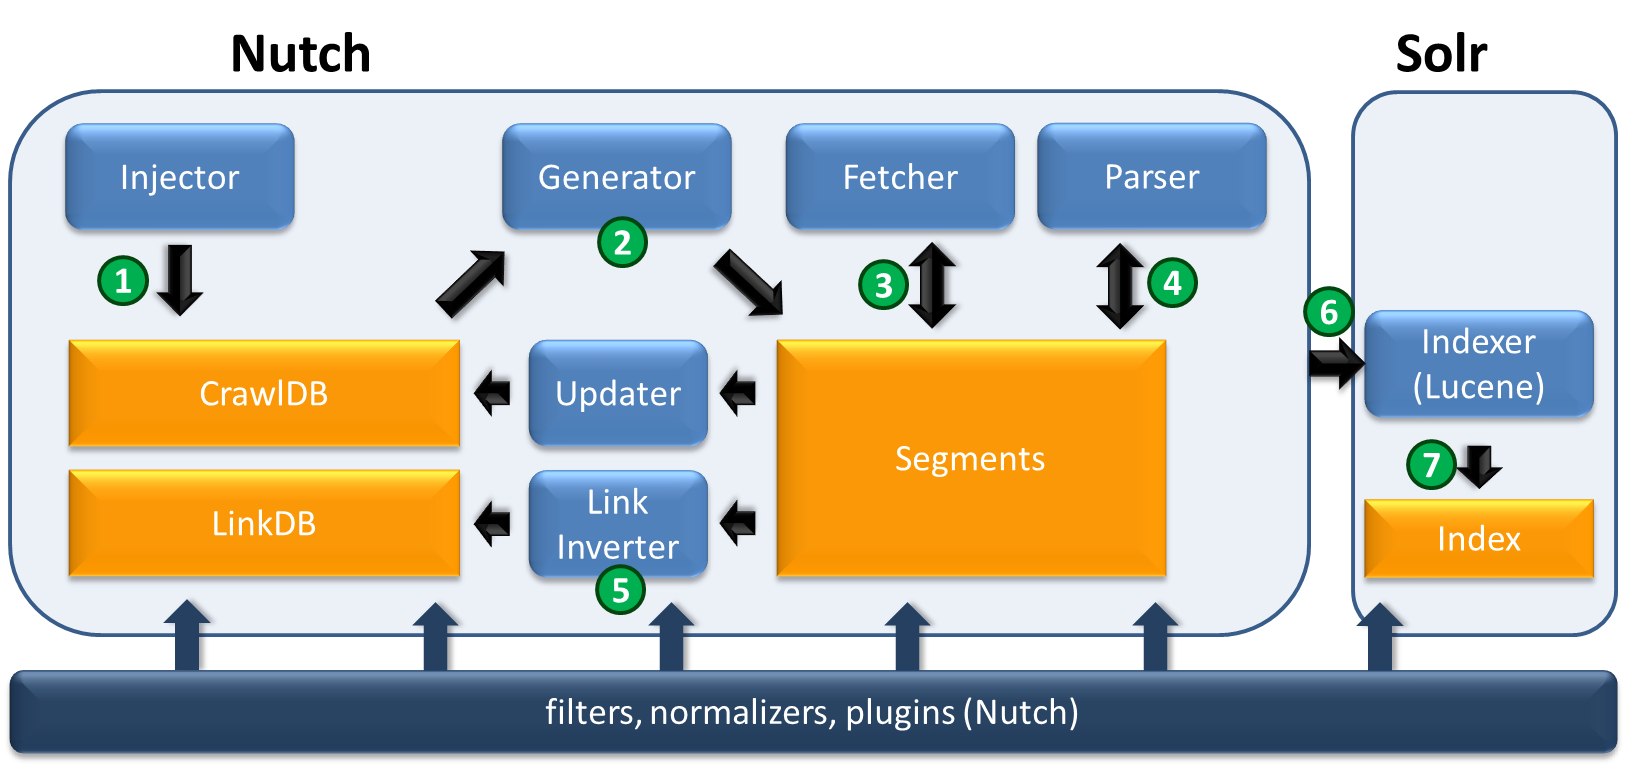 Nutch
Solr
Injector
Generator
Fetcher
Parser
1
2
3
4
6
CrawlDB
Updater
Segments
Indexer
(Lucene)
LinkDB
Link
Inverter
5
7
Index
filters, normalizers, plugins (Nutch)